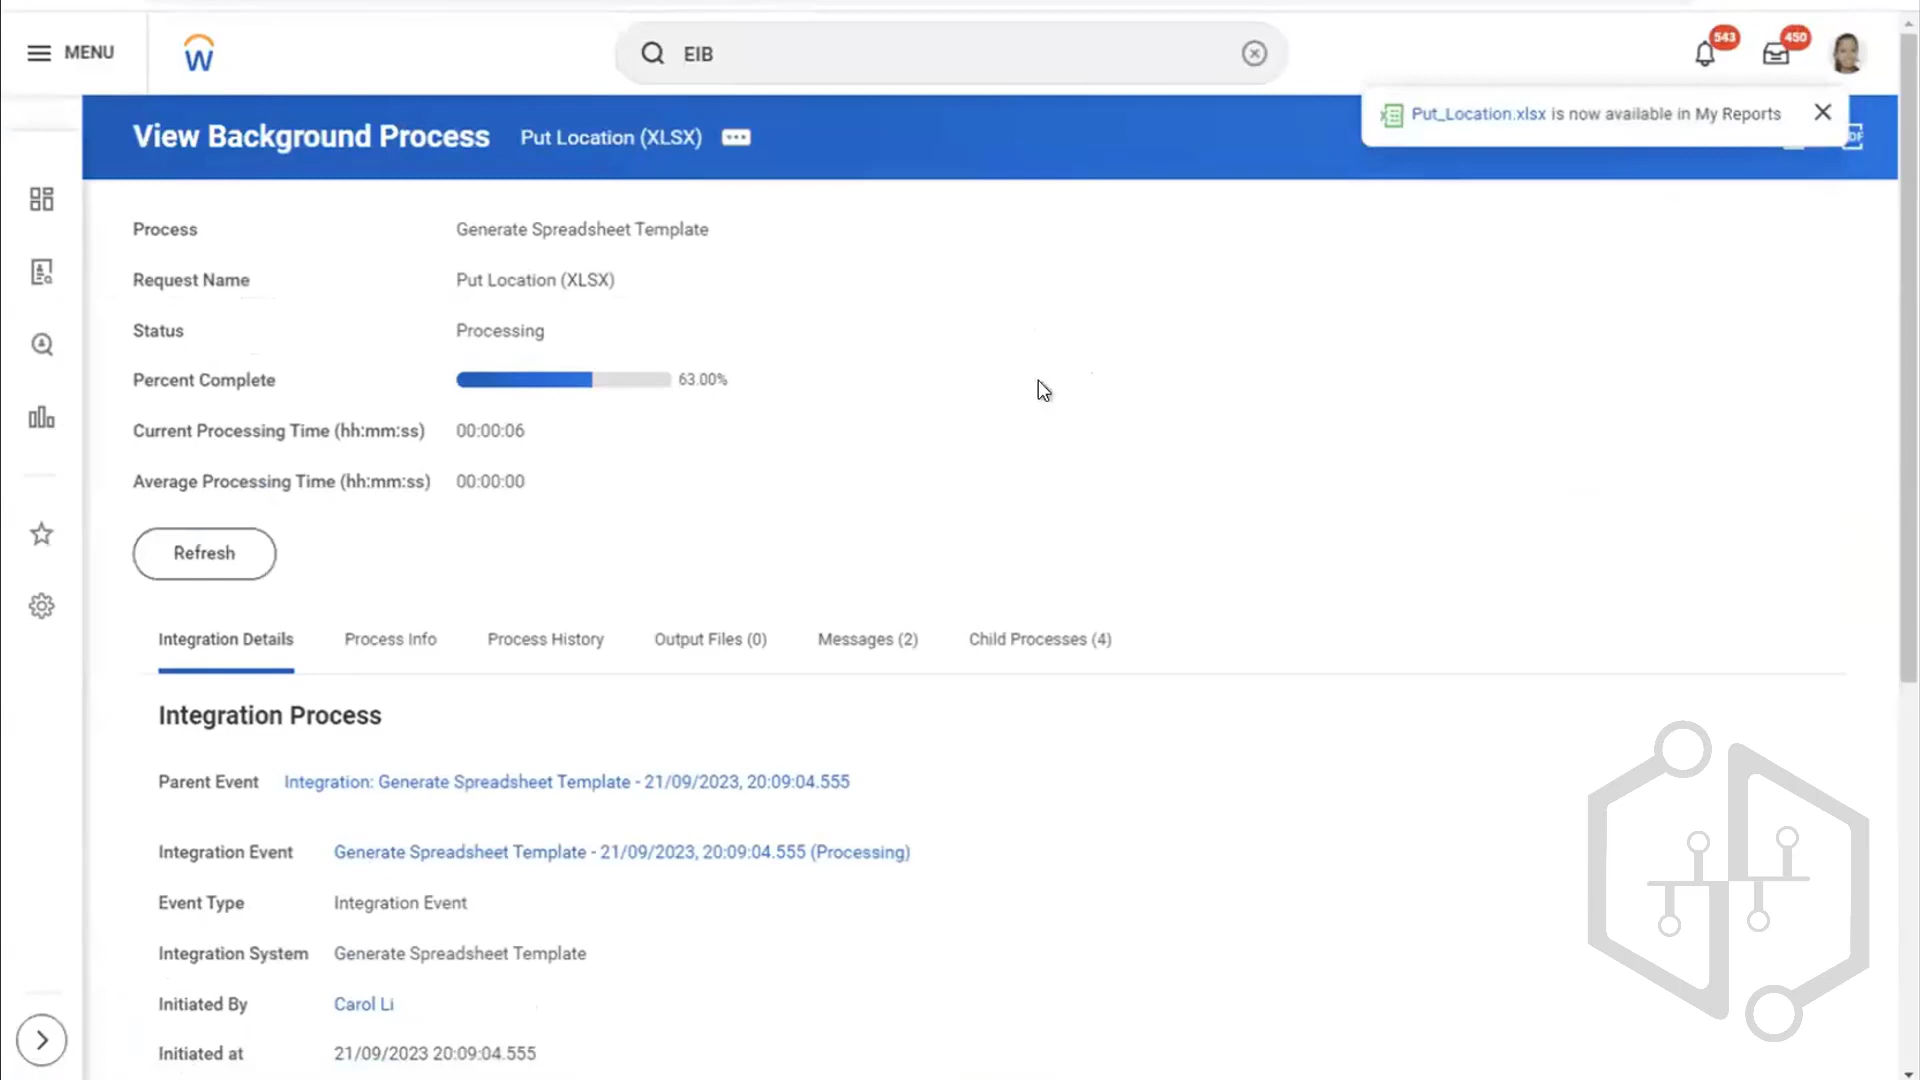 MENU
EIB
543
450
View Background Process Put Location (XLSX)
Put_Location.xlsx is now available in My Reports
Process Generate Spreadsheet Template
Request Name Put Location (XLSX)
Status Processing
Percent Complete 63.00%
Current Processing Time (hh:mm:ss) 00:00:06
Average Processing Time (hh:mm:ss) 00:00:00
Refresh
Integration Details Process Info Process History Output Files (0) Messages (2) Child Processes (4)
Integration Process
Parent Event Integration: Generate Spreadsheet Template - 21/09/2023, 20:09:04.555
Integration Event Generate Spreadsheet Template - 21/09/2023, 20:09:04.555 (Processing)
Event Type Integration Event
Integration System Generate Spreadsheet Template
Initiated By Carol Li
Initiated at 21/09/2023 20:09:04.555